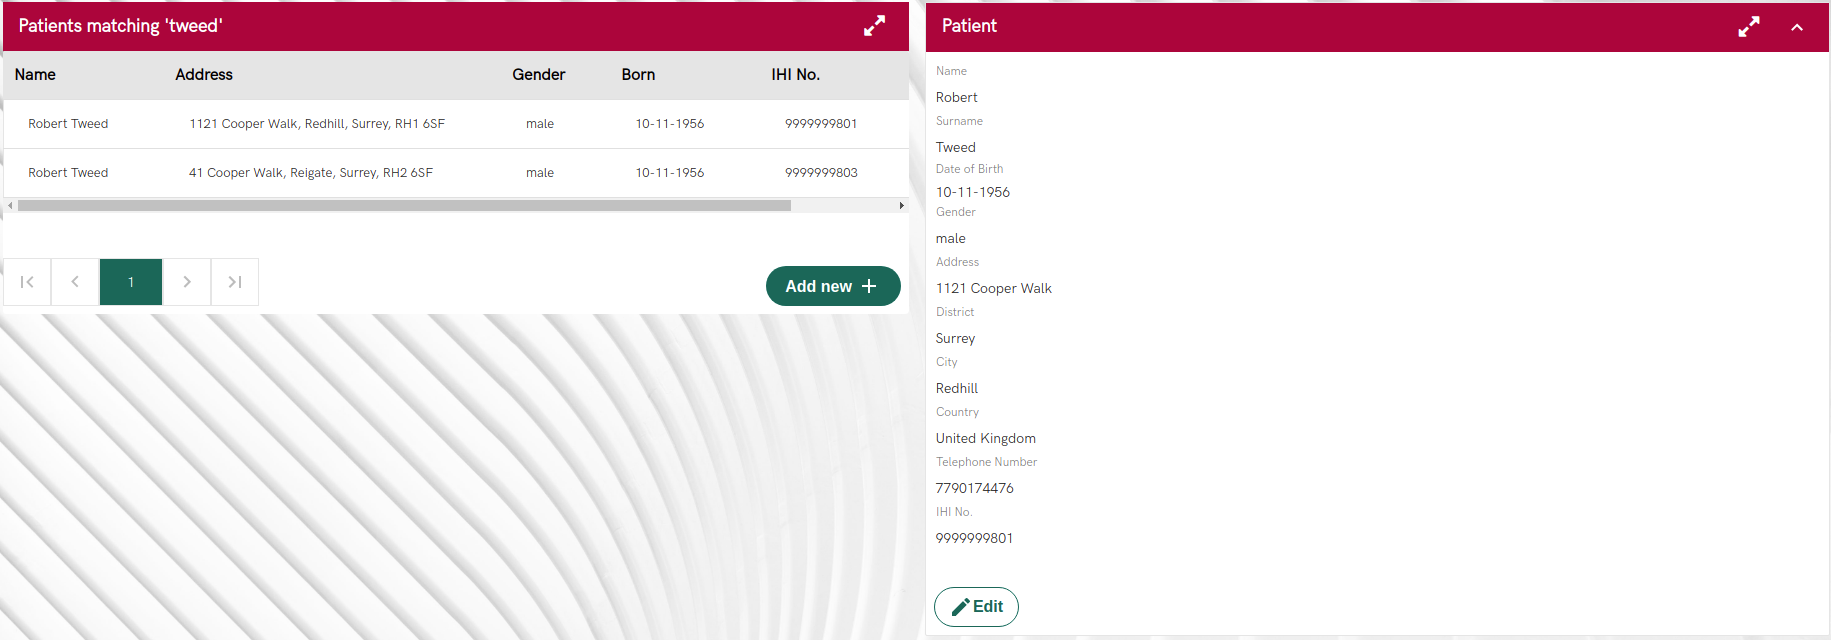 Patients matching 'tweed'
Name Address Gender Born IHI No.
Robert Tweed 1121 Cooper Walk, Redhill, Surrey, RH1 6SF male 10-11-1956 9999999801
Robert Tweed 41 Cooper Walk, Reigate, Surrey, RH2 6SF male 10-11-1956 9999999803
1
Add new
Patient
Name
Robert
Surname
Tweed
Date of Birth
10-11-1956
Gender
male
Address
1121 Cooper Walk
District
Surrey
City
Redhill
Country
United Kingdom
Telephone Number
7790174476
IHI No.
9999999801
Edit